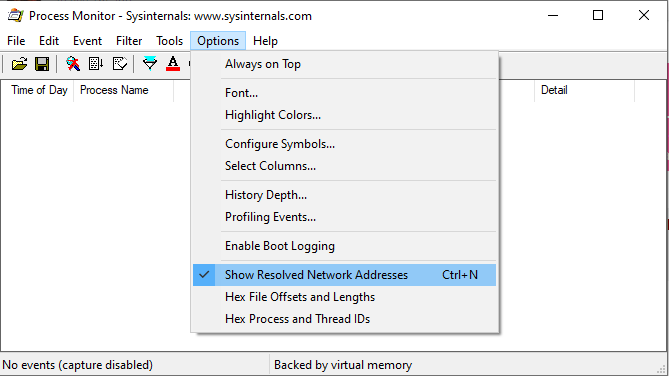 Process Monitor - Sysinternals: www.sysinternals.com
File Edit Event Filter Tools Options Help
Always on Top
Time of Day Process Name Detail
Font...
Highlight Colors...
Configure Symbols...
Select Columns...
History Depth...
Profiling Events...
Enable Boot Logging
Show Resolved Network Addresses Ctrl+N
Hex File Offsets and Lengths
Hex Process and Thread IDs
No events (capture disabled) Backed by virtual memory